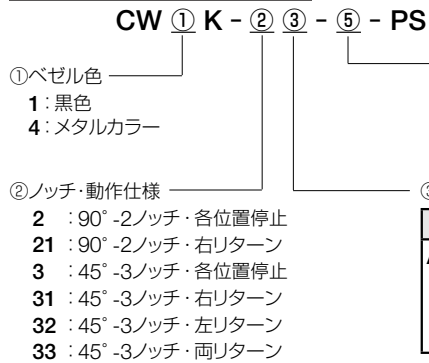 CW ① K - ② ③ - ⑤ - PS
①ベゼル色
1：黒色
4：メタルカラー
②ノッチ・動作仕様
2 ：90°-2ノッチ・各位置停止
21 ：90°-2ノッチ・右リターン
3 ：45°-3ノッチ・各位置停止
31 ：45°-3ノッチ・右リターン
32 ：45°-3ノッチ・左リターン
33 ：45°-3ノッチ・両リターン